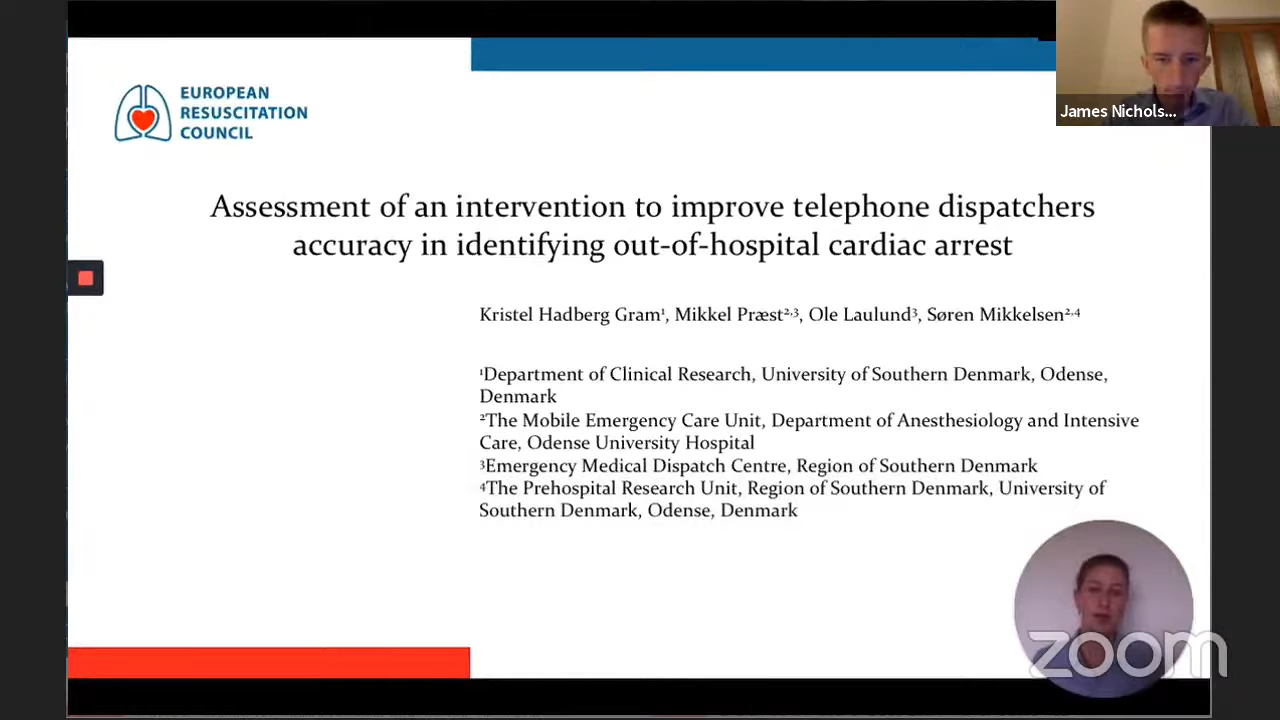 James Nichols...
EUROPEAN
RESUSCITATION
COUNCIL
Assessment of an intervention to improve telephone dispatchers
accuracy in identifying out-of-hospital cardiac arrest
Kristel Hadberg Gram¹, Mikkel Præst²,³, Ole Laulund³, Søren Mikkelsen²,⁴
¹Department of Clinical Research, University of Southern Denmark, Odense,
Denmark
²The Mobile Emergency Care Unit, Department of Anesthesiology and Intensive
Care, Odense University Hospital
³Emergency Medical Dispatch Centre, Region of Southern Denmark
⁴The Prehospital Research Unit, Region of Southern Denmark, University of
Southern Denmark, Odense, Denmark
zoom